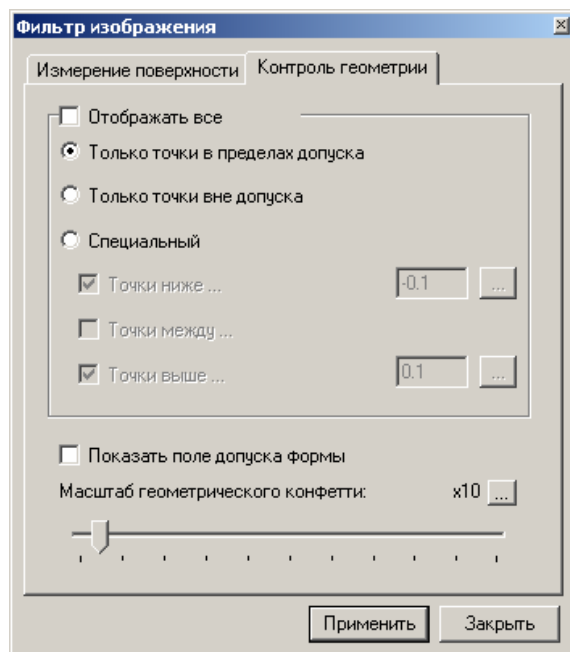 Фильтр изображения
Измерение поверхности Контроль геометрии
Отображать все
Только точки в пределах допуска
Только точки вне допуска
Специальный
Точки ниже ... -0.1 ...
Точки между ...
Точки выше ... 0.1 ...
Показать поле допуска формы
Масштаб геометрического конфетти: x10 ...
Применить Закрыть